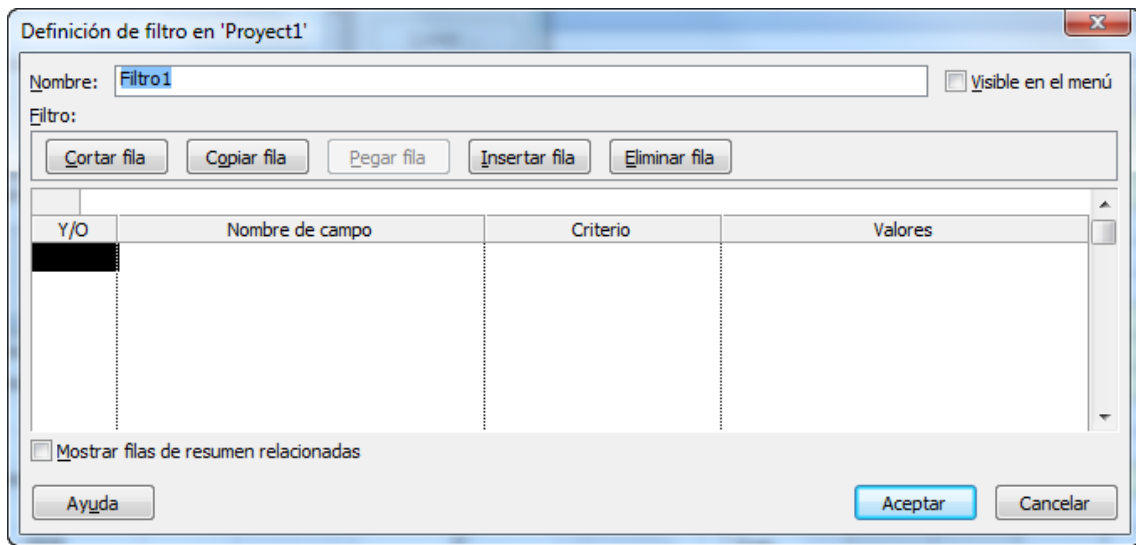 Definición de filtro en 'Proyect1'
Nombre: Filtro1 Visible en el menú
Filtro:
Cortar fila Copiar fila Pegar fila Insertar fila Eliminar fila
Y/O Nombre de campo Criterio Valores
Mostrar filas de resumen relacionadas
Ayuda Aceptar Cancelar